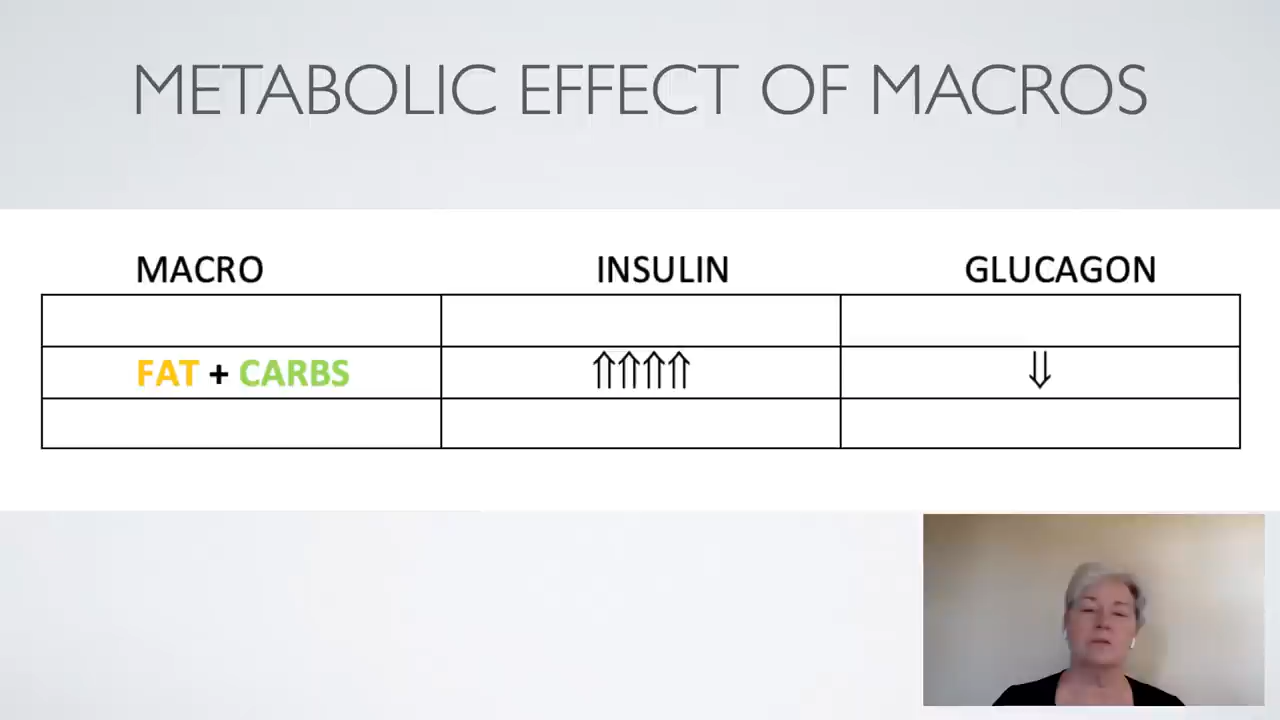 METABOLIC EFFECT OF MACROS
MACRO INSULIN GLUCAGON
FAT + CARBS ⇑⇑⇑⇑ ⇓